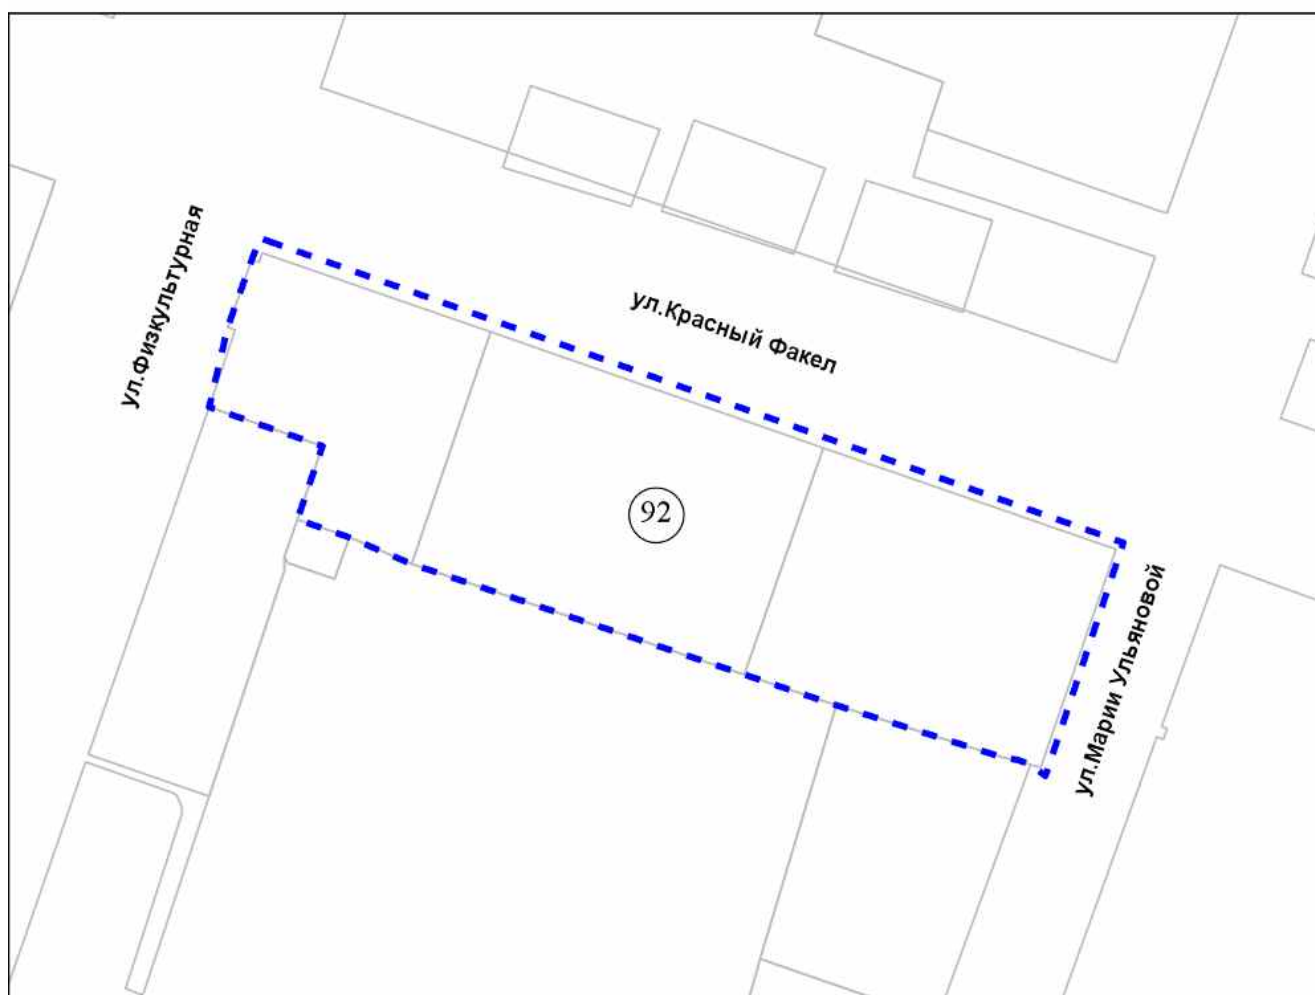 ул.Физкультурная
ул.Красный Факел
92
ул.Марии Ульяновой